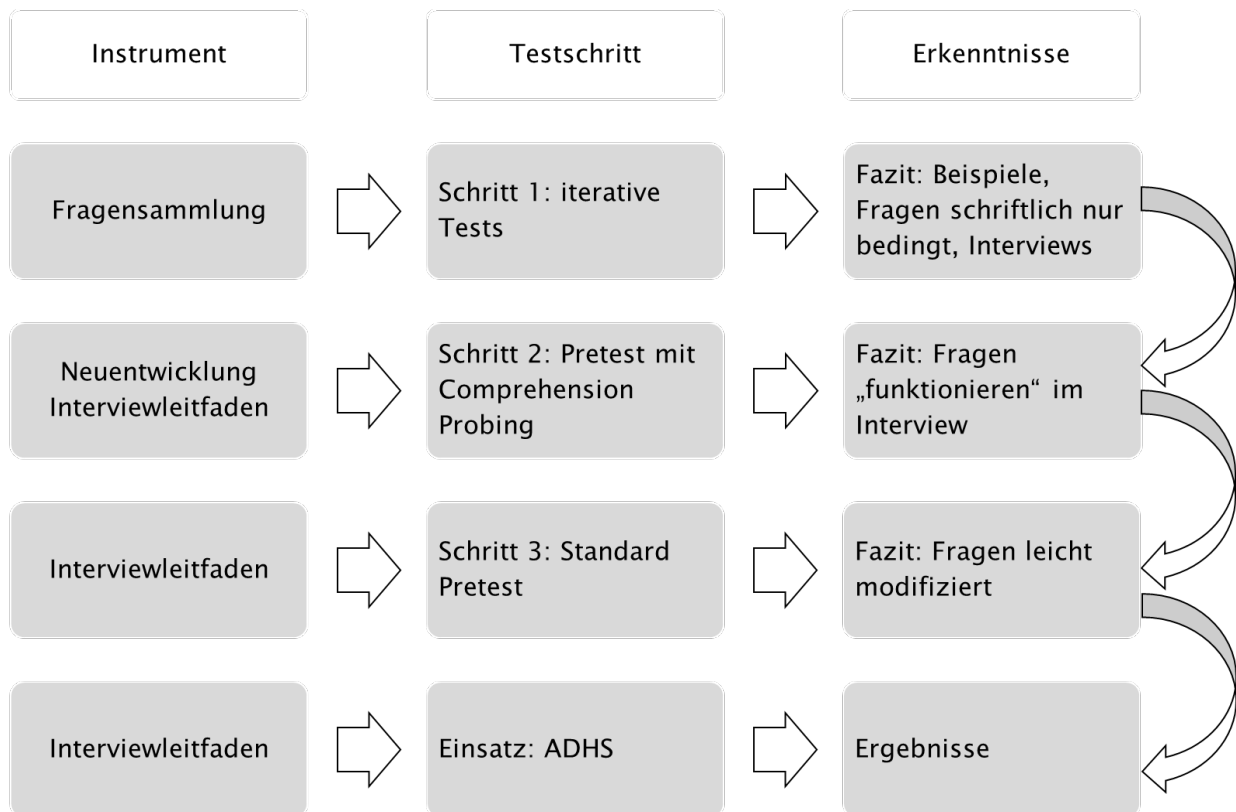 Instrument
Testschritt
Erkenntnisse
Fragensammlung
Schritt 1: iterative
Tests
Fazit: Beispiele,
Fragen schriftlich nur
bedingt, Interviews
Neuentwicklung
Interviewleitfaden
Schritt 2: Pretest mit
Comprehension
Probing
Fazit: Fragen
„funktionieren“ im
Interview
Interviewleitfaden
Schritt 3: Standard
Pretest
Fazit: Fragen leicht
modifiziert
Interviewleitfaden
Einsatz: ADHS
Ergebnisse